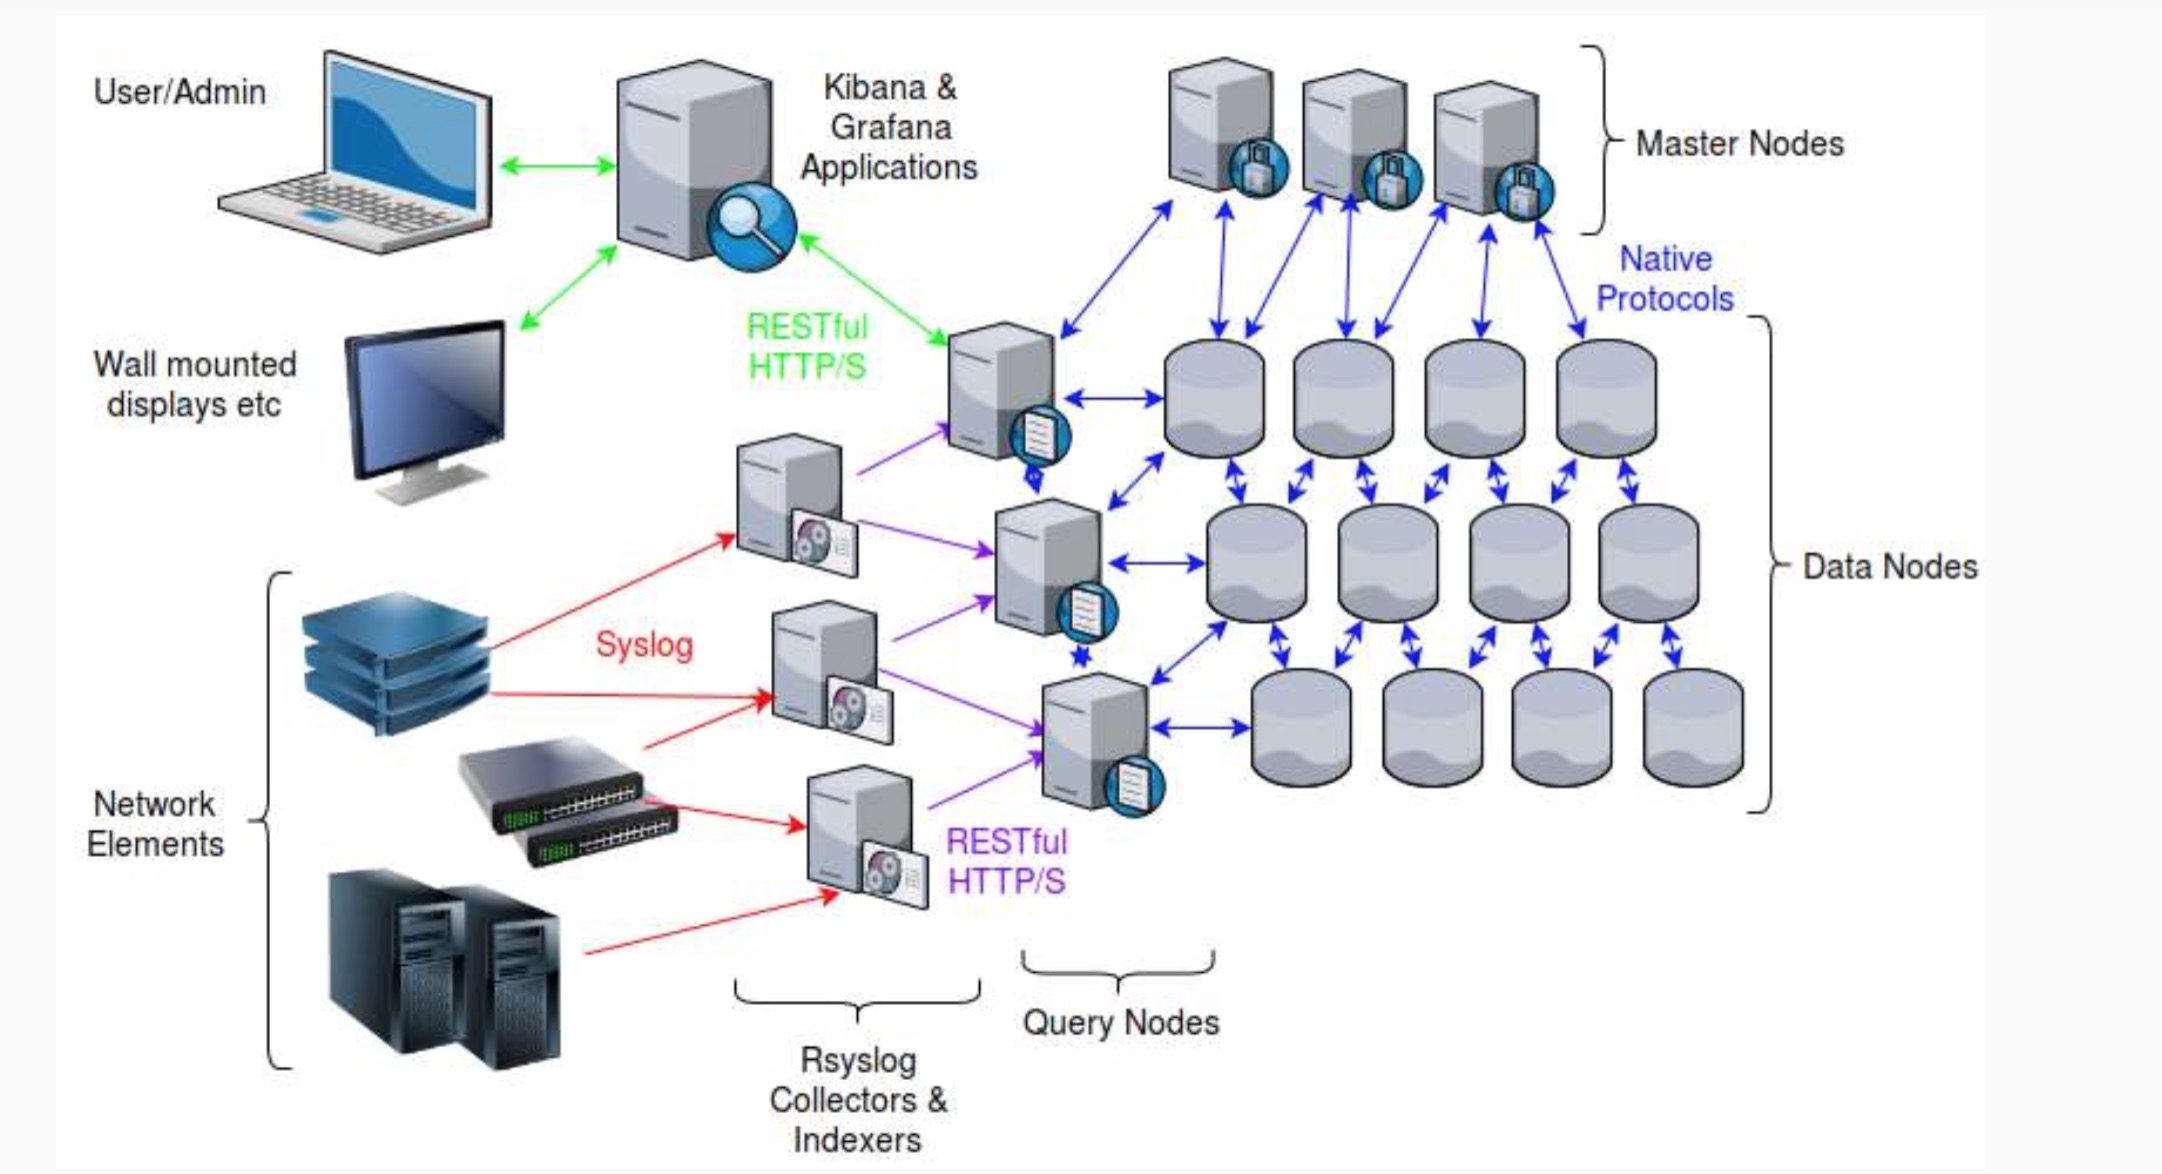 User/Admin
Kibana &
Grafana
Applications
Master Nodes
Native
Protocols
RESTful
HTTP/S
Wall mounted
displays etc
Data Nodes
Syslog
Network
Elements
RESTful
HTTP/S
Query Nodes
Rsyslog
Collectors &
Indexers